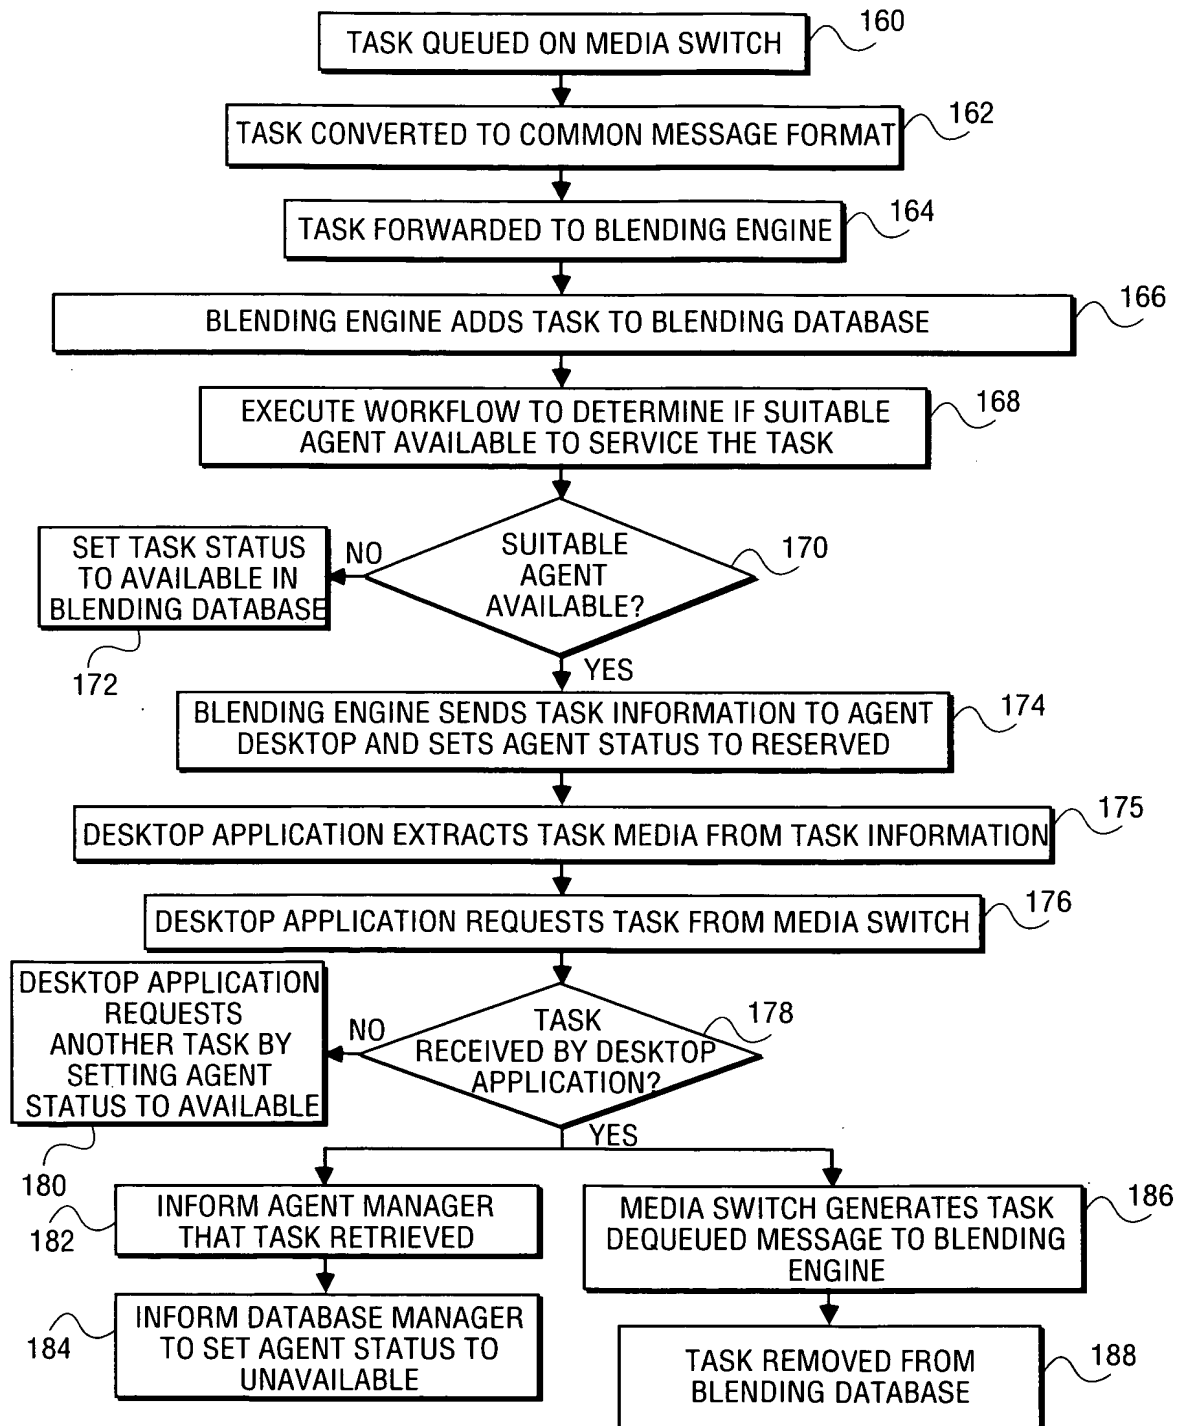 TASK QUEUED ON MEDIA SWITCH
160
TASK CONVERTED TO COMMON MESSAGE FORMAT
162
TASK FORWARDED TO BLENDING ENGINE
164
BLENDING ENGINE ADDS TASK TO BLENDING DATABASE
166
EXECUTE WORKFLOW TO DETERMINE IF SUITABLE
AGENT AVAILABLE TO SERVICE THE TASK
168
SUITABLE
AGENT
AVAILABLE?
170
NO
SET TASK STATUS
TO AVAILABLE IN
BLENDING DATABASE
172
YES
BLENDING ENGINE SENDS TASK INFORMATION TO AGENT
DESKTOP AND SETS AGENT STATUS TO RESERVED
174
DESKTOP APPLICATION EXTRACTS TASK MEDIA FROM TASK INFORMATION
175
DESKTOP APPLICATION REQUESTS TASK FROM MEDIA SWITCH
176
TASK
RECEIVED BY DESKTOP
APPLICATION?
178
NO
DESKTOP APPLICATION
REQUESTS
ANOTHER TASK BY
SETTING AGENT
STATUS TO AVAILABLE
180
YES
INFORM AGENT MANAGER
THAT TASK RETRIEVED
182
INFORM DATABASE MANAGER
TO SET AGENT STATUS TO
UNAVAILABLE
184
MEDIA SWITCH GENERATES TASK
DEQUEUED MESSAGE TO BLENDING
ENGINE
186
TASK REMOVED FROM
BLENDING DATABASE
188